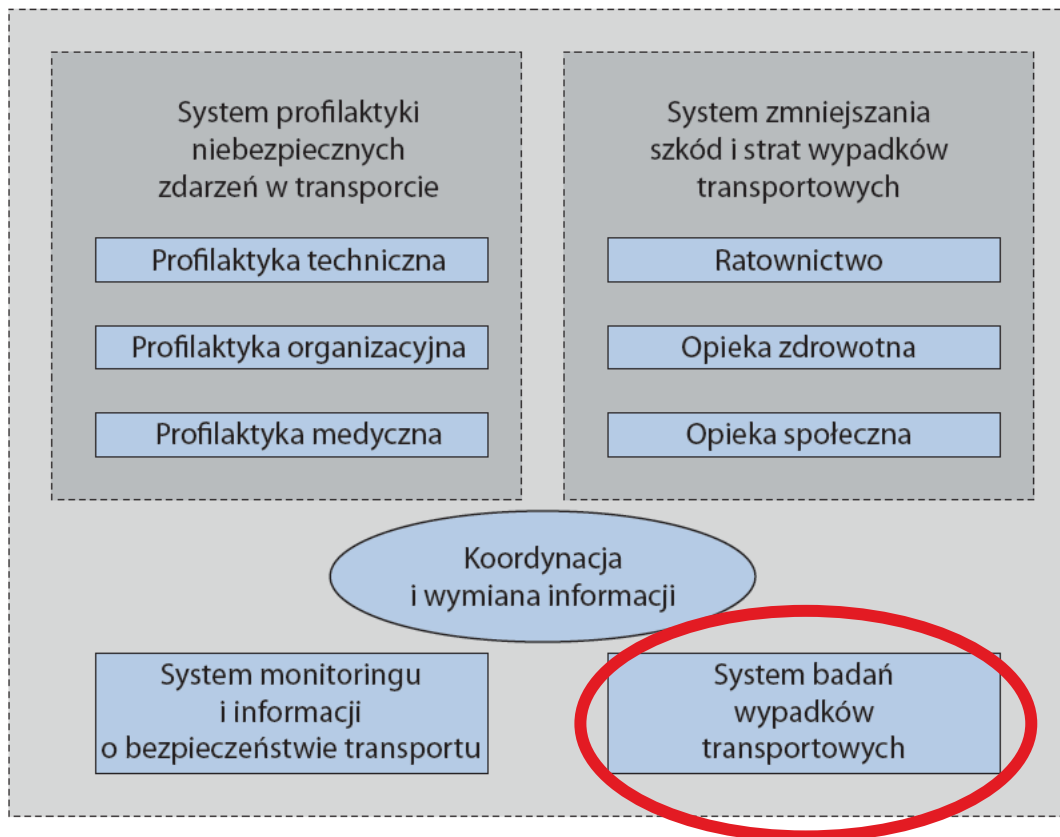 System profilaktyki
niebezpiecznych
zdarzeń w transporcie
Profilaktyka techniczna
Profilaktyka organizacyjna
Profilaktyka medyczna
System zmniejszania
szkód i strat wypadków
transportowych
Ratownictwo
Opieka zdrowotna
Opieka społeczna
Koordynacja
i wymiana informacji
System monitoringu
i informacji
o bezpieczeństwie transportu
System badań
wypadków
transportowych